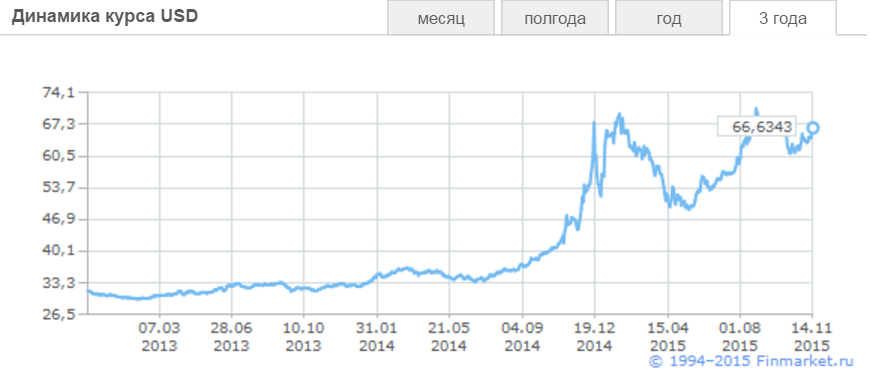 Динамика курса USD
месяц
полгода
год
3 года
74,1
67,3
66,6343
60,5
53,7
46,9
40,1
33,3
26,5
07.03 28.06 10.10 31.01 21.05 04.09 19.12 15.04 01.08 14.11
2013 2013 2013 2014 2014 2014 2014 2015 2015 2015
© 1994–2015 Finmarket.ru